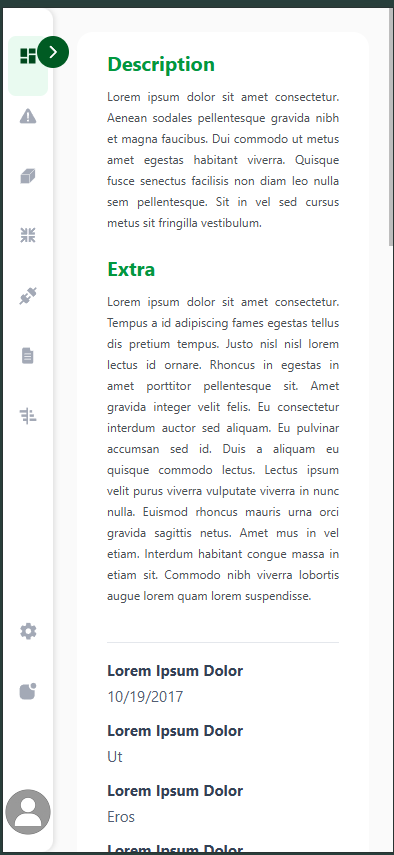 Description
Lorem ipsum dolor sit amet consectetur.
Aenean sodales pellentesque gravida nibh
et magna faucibus. Dui commodo ut metus
amet egestas habitant viverra. Quisque
fusce senectus facilisis non diam leo nulla
sem pellentesque. Sit in vel sed cursus
metus sit fringilla vestibulum.
Extra
Lorem ipsum dolor sit amet consectetur.
Tempus a id adipiscing fames egestas tellus
dis pretium tempus. Justo nisl nisl lorem
lectus id ornare. Rhoncus in egestas in
amet porttitor pellentesque sit. Amet
gravida integer velit felis. Eu consectetur
interdum auctor sed aliquam. Eu pulvinar
accumsan sed id. Duis a aliquam eu
quisque commodo lectus. Lectus ipsum
velit purus viverra vulputate viverra in nunc
nulla. Euismod rhoncus mauris urna orci
gravida sagittis netus. Amet mus in vel
etiam. Interdum habitant congue massa in
etiam sit. Commodo nibh viverra lobortis
augue lorem quam lorem suspendisse.
Lorem Ipsum Dolor
10/19/2017
Lorem Ipsum Dolor
Ut
Lorem Ipsum Dolor
Eros
Lorem Ipsum Dolor